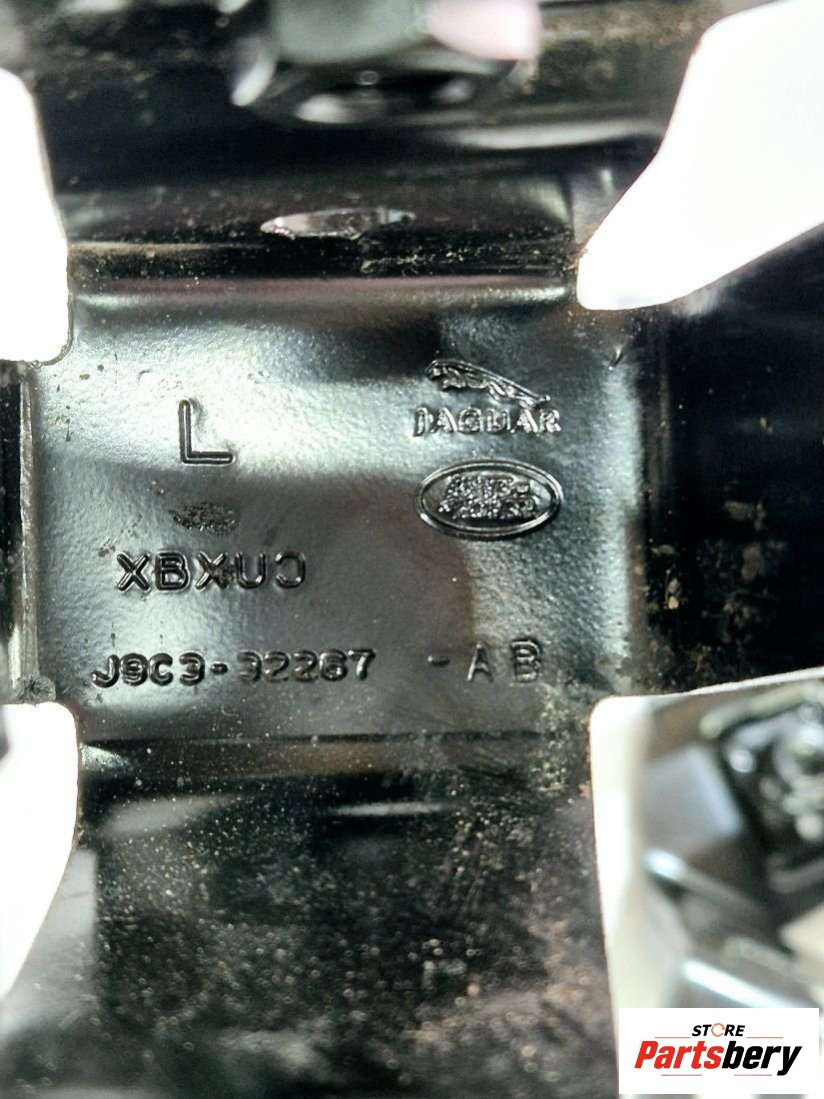 L
JAGUAR
XBXUC
J9C3-32267 -AB
STORE
Partsbery